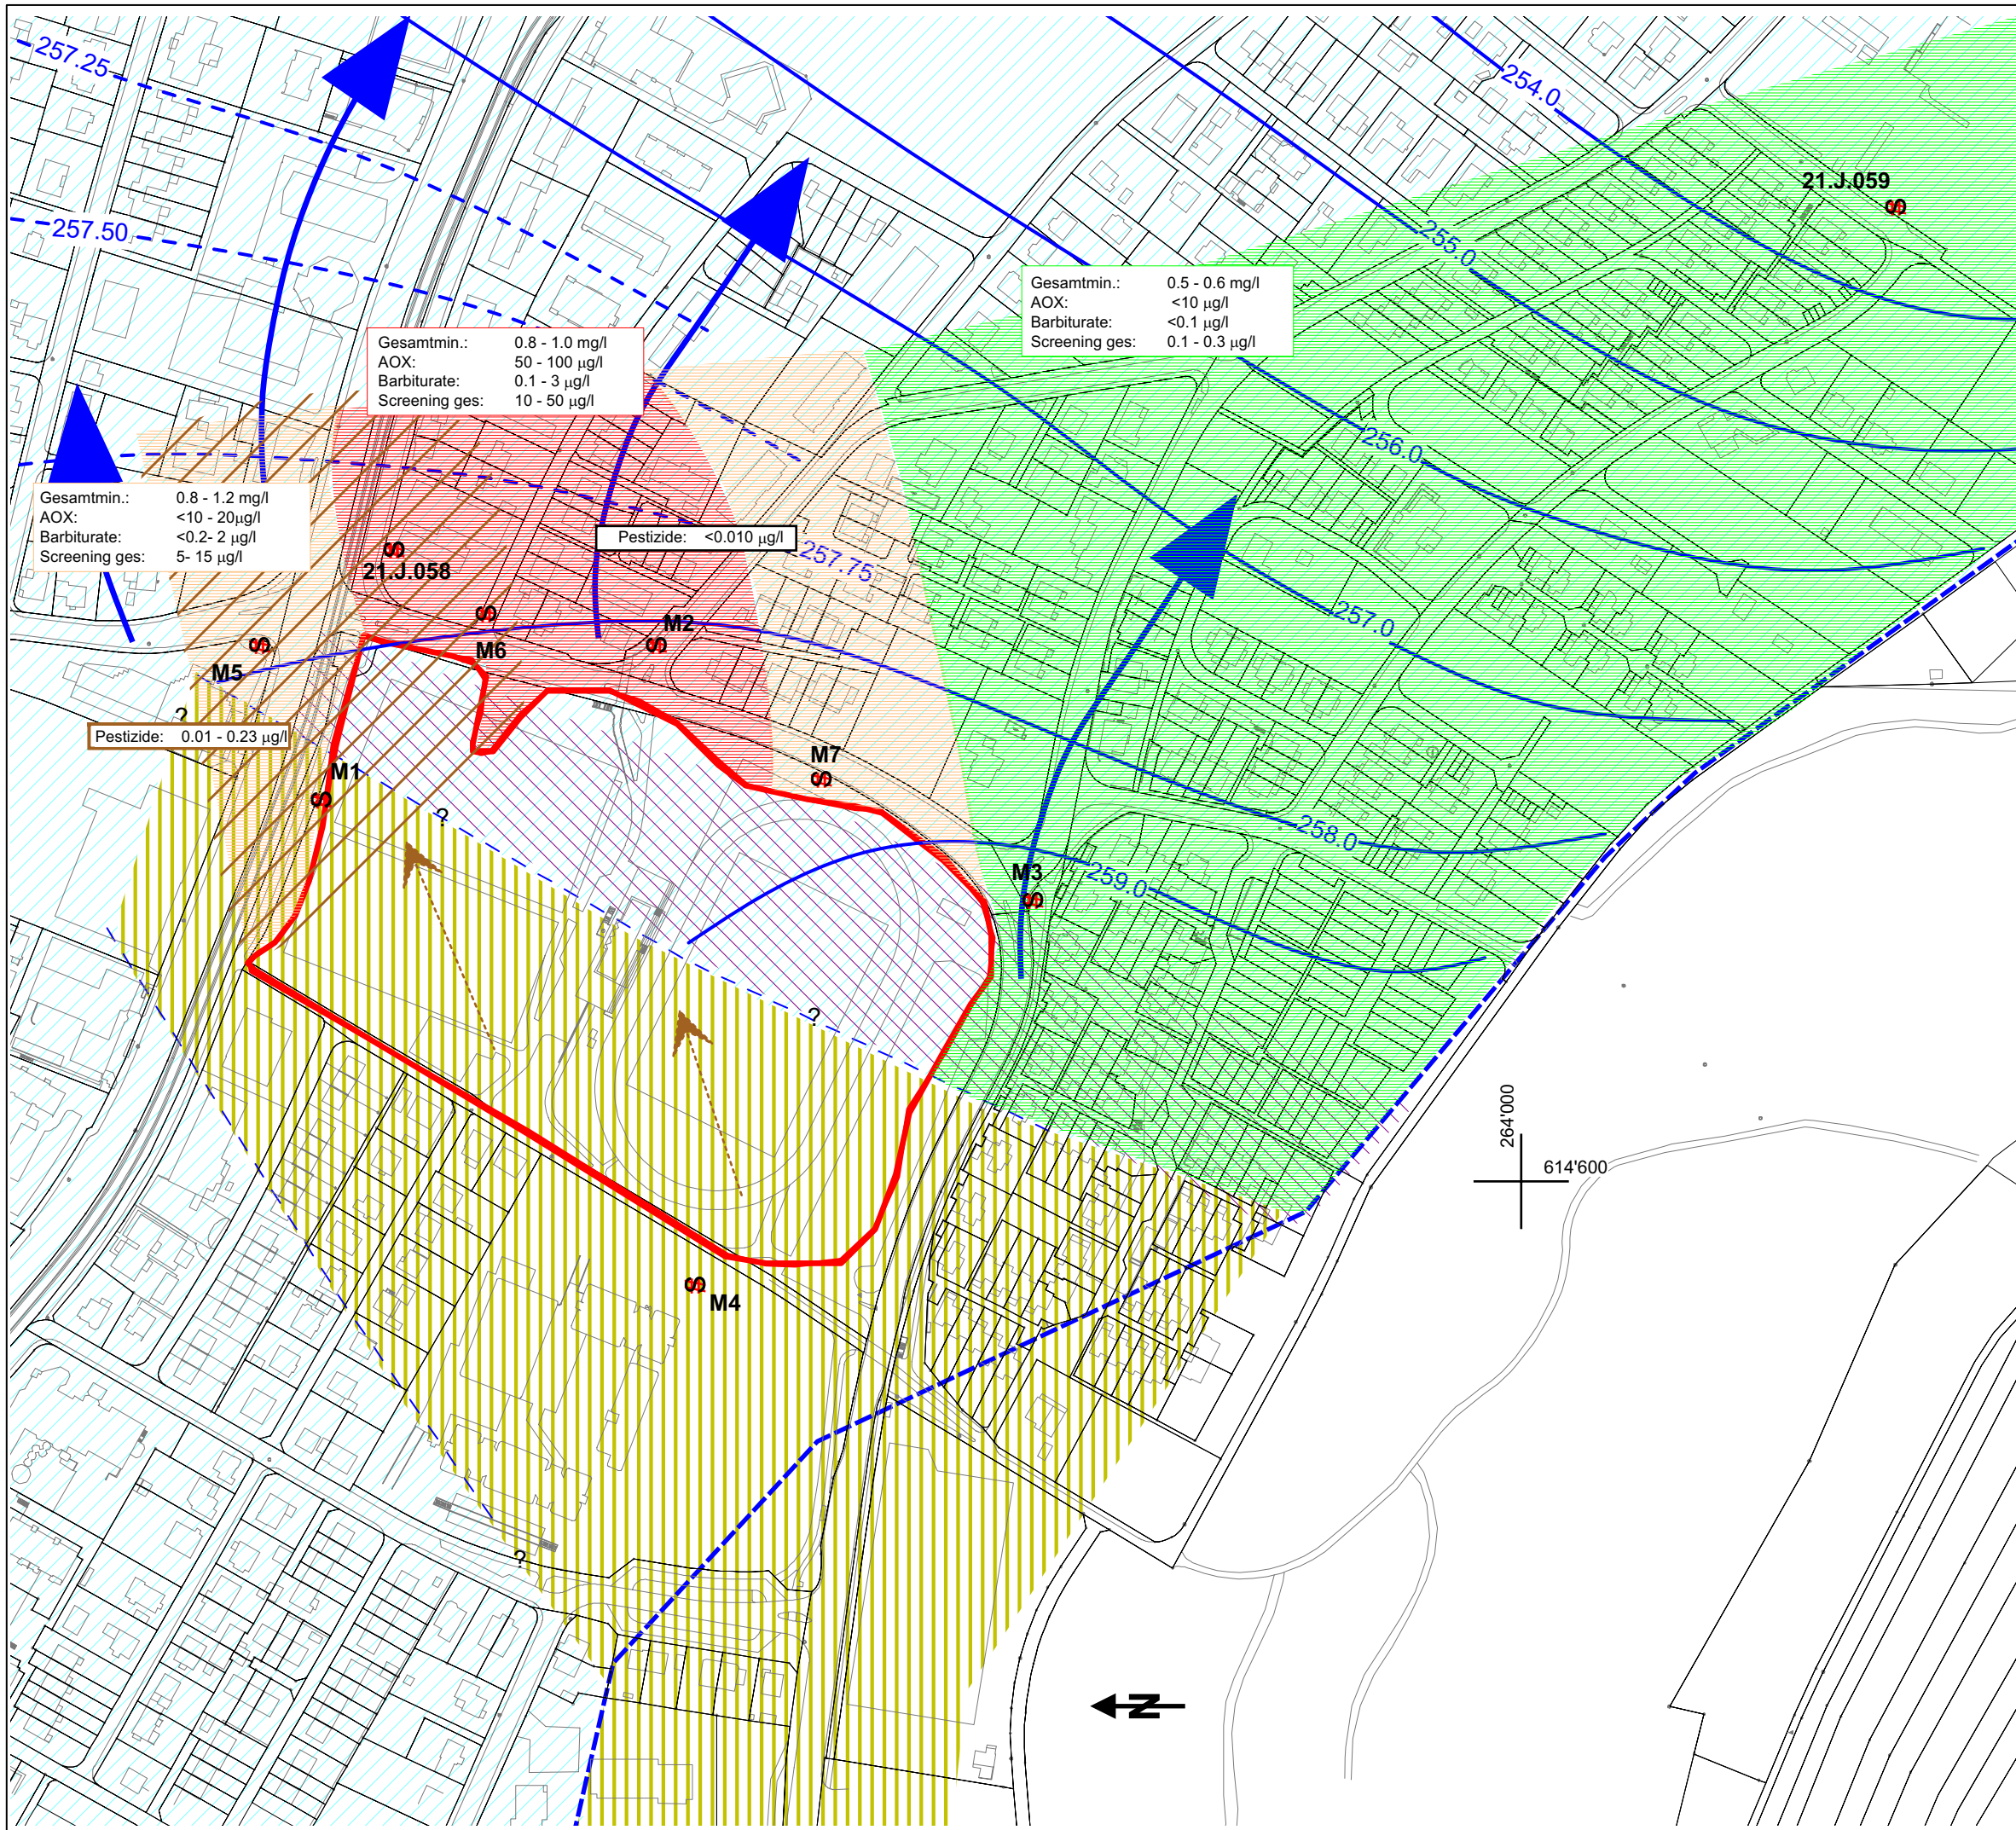 257.25
254.0
257.50
21.J.059
S
255.0
Gesamtmin.: 0.5 - 0.6 mg/l
AOX: <10 µg/l
Barbiturate: <0.1 µg/l
Screening ges: 0.1 - 0.3 µg/l
Gesamtmin.: 0.8 - 1.0 mg/l
AOX: 50 - 100 µg/l
Barbiturate: 0.1 - 3 µg/l
Screening ges: 10 - 50 µg/l
256.0
Gesamtmin.: 0.8 - 1.2 mg/l
AOX: <10 - 20µg/l
Barbiturate: <0.2- 2 µg/l
Screening ges: 5- 15 µg/l
Pestizide: <0.010 µg/l
257.75
S
21.J.058
S
M6
M2
S
257.0
S
M5
?
Pestizide: 0.01 - 0.23 µg/l
M1
S
M7
S
?
258.0
M3
S
259.0
?
264'000
614'600
S
M4
?
N